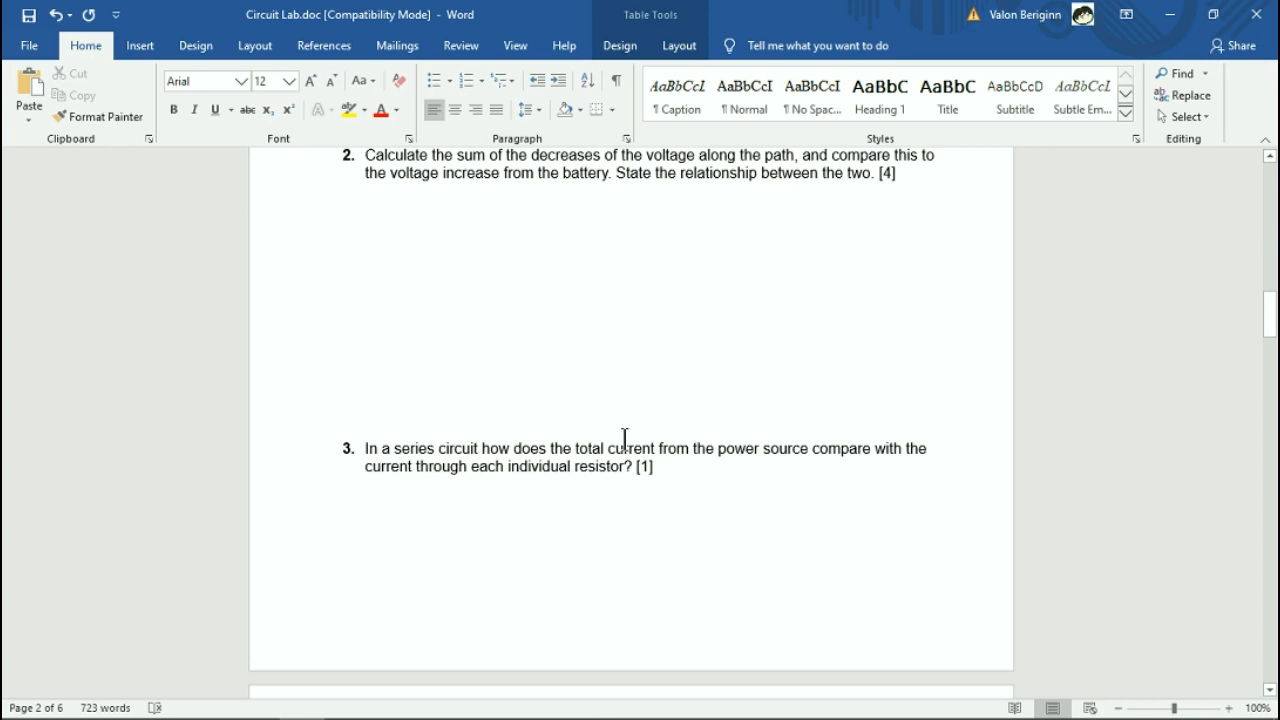 Circuit Lab.doc [Compatibility Mode] - Word
Table Tools
Valon Beriginn
File Home Insert Design Layout References Mailings Review View Help Design Layout Tell me what you want to do Share
Paste
Cut
Copy
Format Painter
Clipboard
Arial 12
Font
Paragraph
AaBbCcI AaBbCcI AaBbCcI AaBbC AaBbC AaBbCcD AaBbCcI
¶ Caption ¶ Normal ¶ No Spac... Heading 1 Title Subtitle Subtle Em...
Styles
Find
Replace
Select
Editing
2. Calculate the sum of the decreases of the voltage along the path, and compare this to
the voltage increase from the battery. State the relationship between the two. [4]
3. In a series circuit how does the total current from the power source compare with the
current through each individual resistor? [1]
Page 2 of 6 723 words 100%